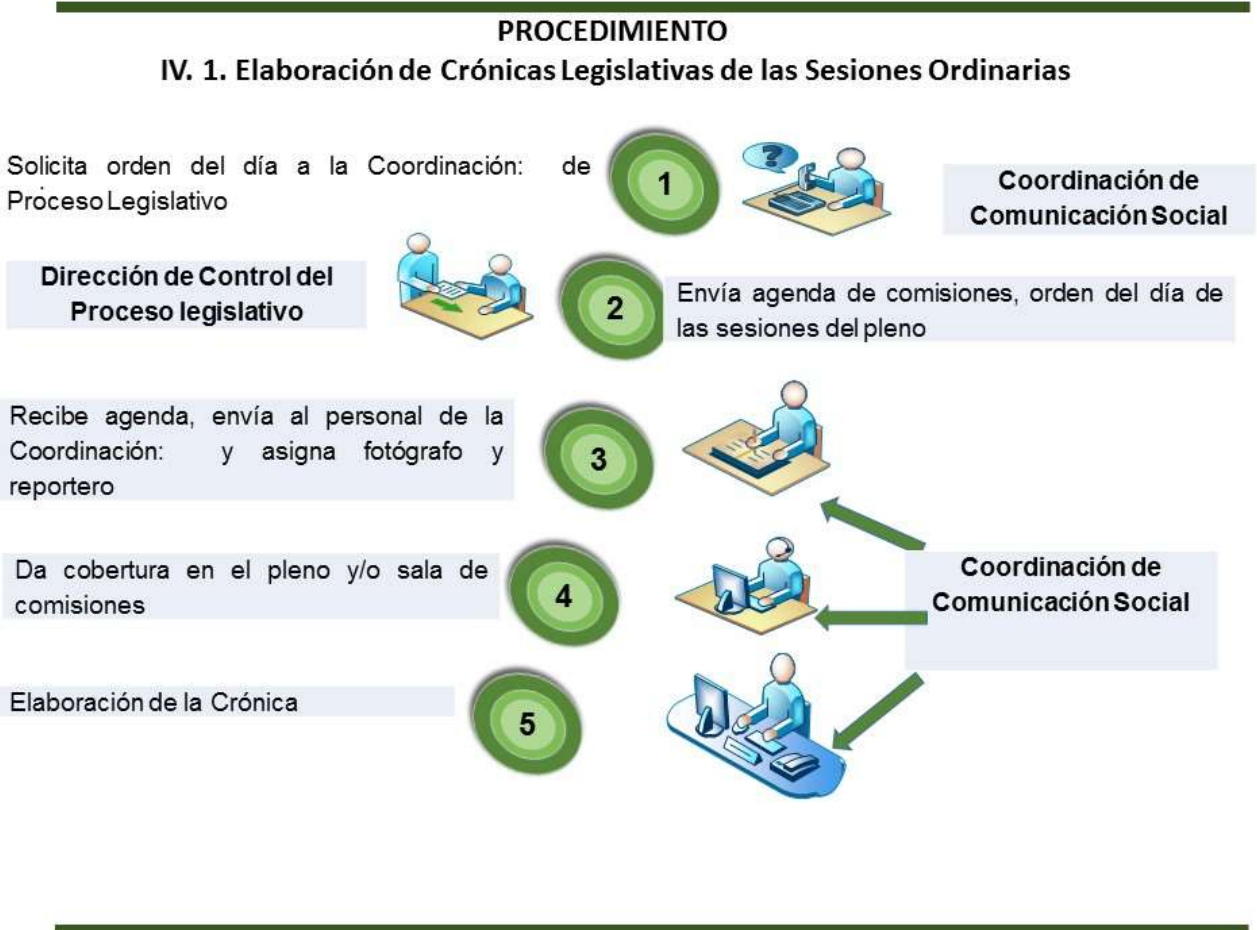 PROCEDIMIENTO
IV. 1. Elaboración de Crónicas Legislativas de las Sesiones Ordinarias
Solicita orden del día a la Coordinación: de
Proceso Legislativo
1
?
Coordinación de
Comunicación Social
Dirección de Control del
Proceso legislativo
2
Envía agenda de comisiones, orden del día de
las sesiones del pleno
Recibe agenda, envía al personal de la
Coordinación: y asigna fotógrafo y
reportero
3
Da cobertura en el pleno y/o sala de
comisiones
4
Coordinación de
Comunicación Social
Elaboración de la Crónica
5